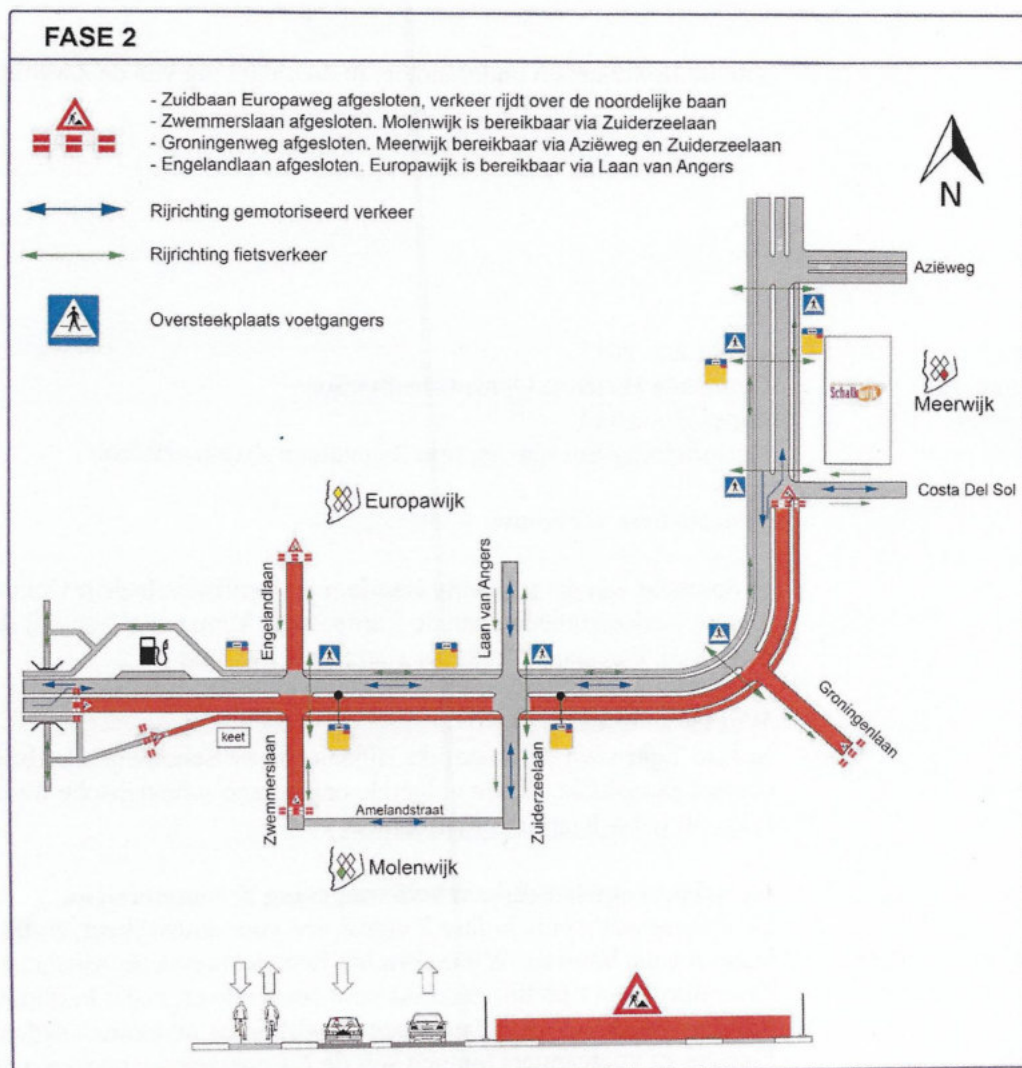 FASE 2
- Zuidbaan Europaweg afgesloten, verkeer rijdt over de noordelijke baan
- Zwemmerslaan afgesloten. Molenwijk is bereikbaar via Zuiderzeelaan
- Groningenweg afgesloten. Meerwijk bereikbaar via Aziëweg en Zuiderzeelaan
- Engelandlaan afgesloten. Europawijk is bereikbaar via Laan van Angers
N
Rijrichting gemotoriseerd verkeer
Rijrichting fietsverkeer
Aziëweg
Oversteekplaats voetgangers
Schalkwijk
Meerwijk
Costa Del Sol
Europawijk
Engelandlaan
Laan van Angers
Groningenlaan
keet
Zwemmerslaan
Zuiderzeelaan
Amelandstraat
Molenwijk